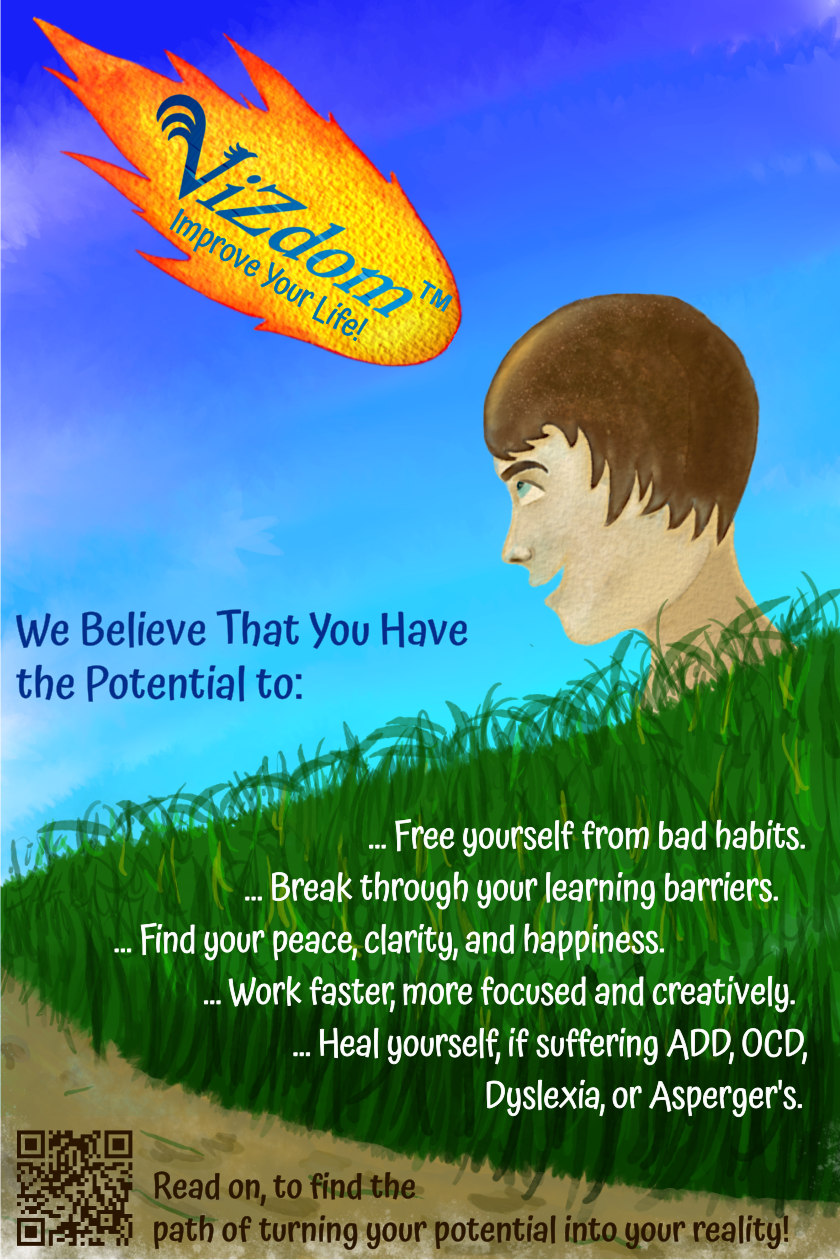 ViZdom™
Improve Your Life!
We Believe That You Have
the Potential to:
... Free yourself from bad habits.
... Break through your learning barriers.
... Find your peace, clarity, and happiness.
... Work faster, more focused and creatively.
... Heal yourself, if suffering ADD, OCD,
Dyslexia, or Asperger's.
Read on, to find the
path of turning your potential into your reality!